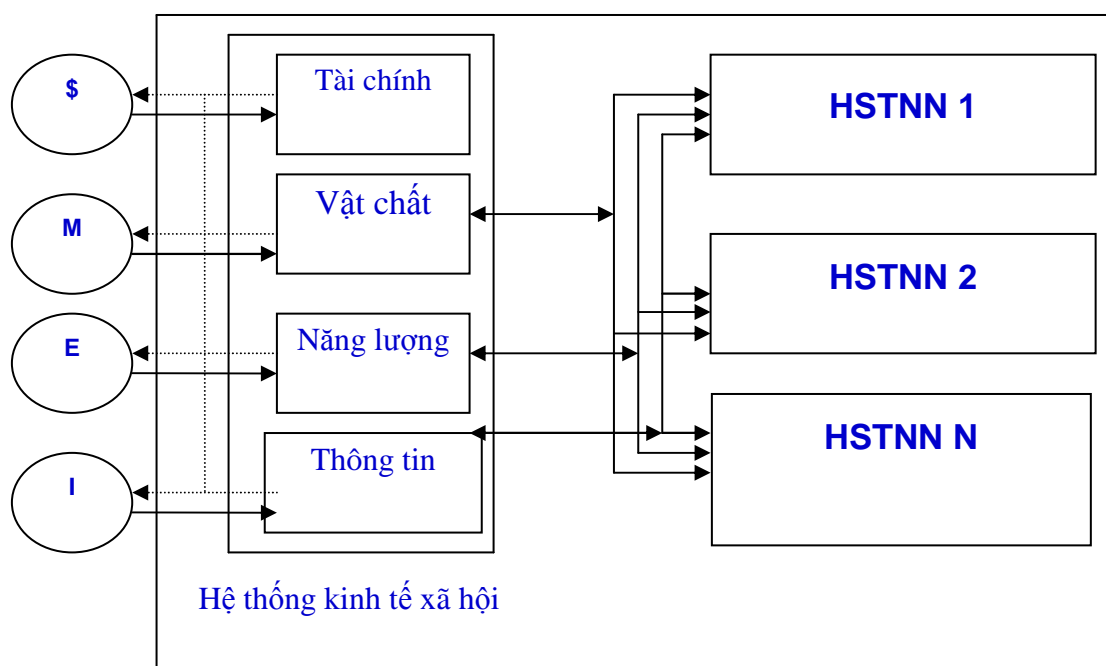 $
Tài chính
HSTNN 1
M
Vật chất
HSTNN 2
E
Năng lượng
HSTNN N
I
Thông tin
Hệ thống kinh tế xã hội